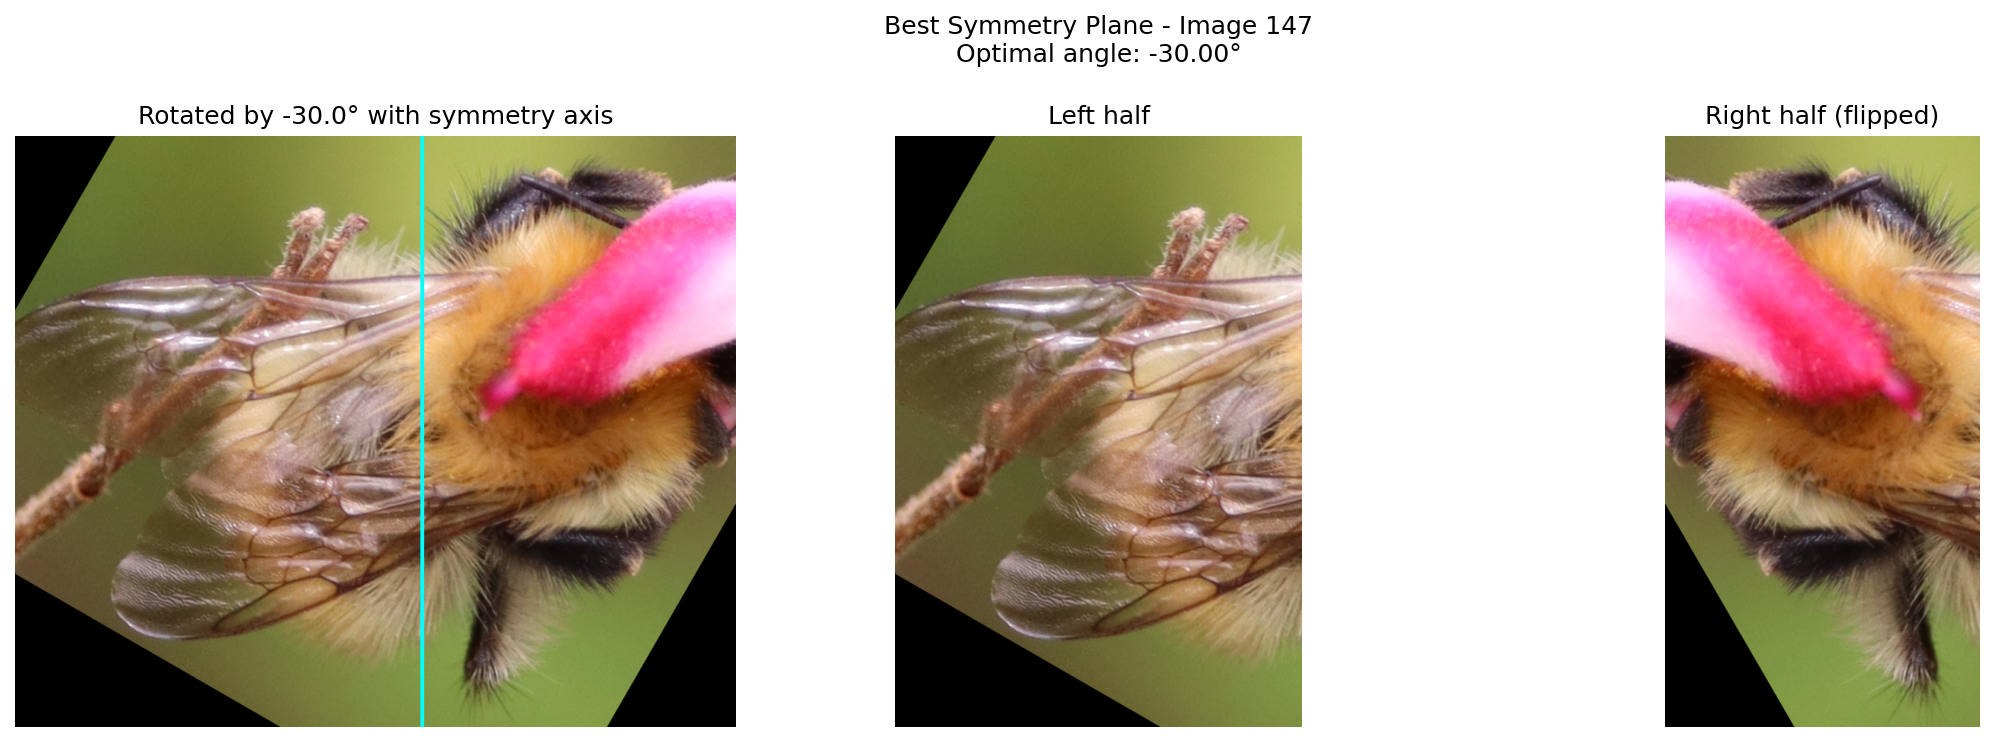 Best Symmetry Plane - Image 147
Optimal angle: -30.00°
Rotated by -30.0° with symmetry axis
Left half
Right half (flipped)